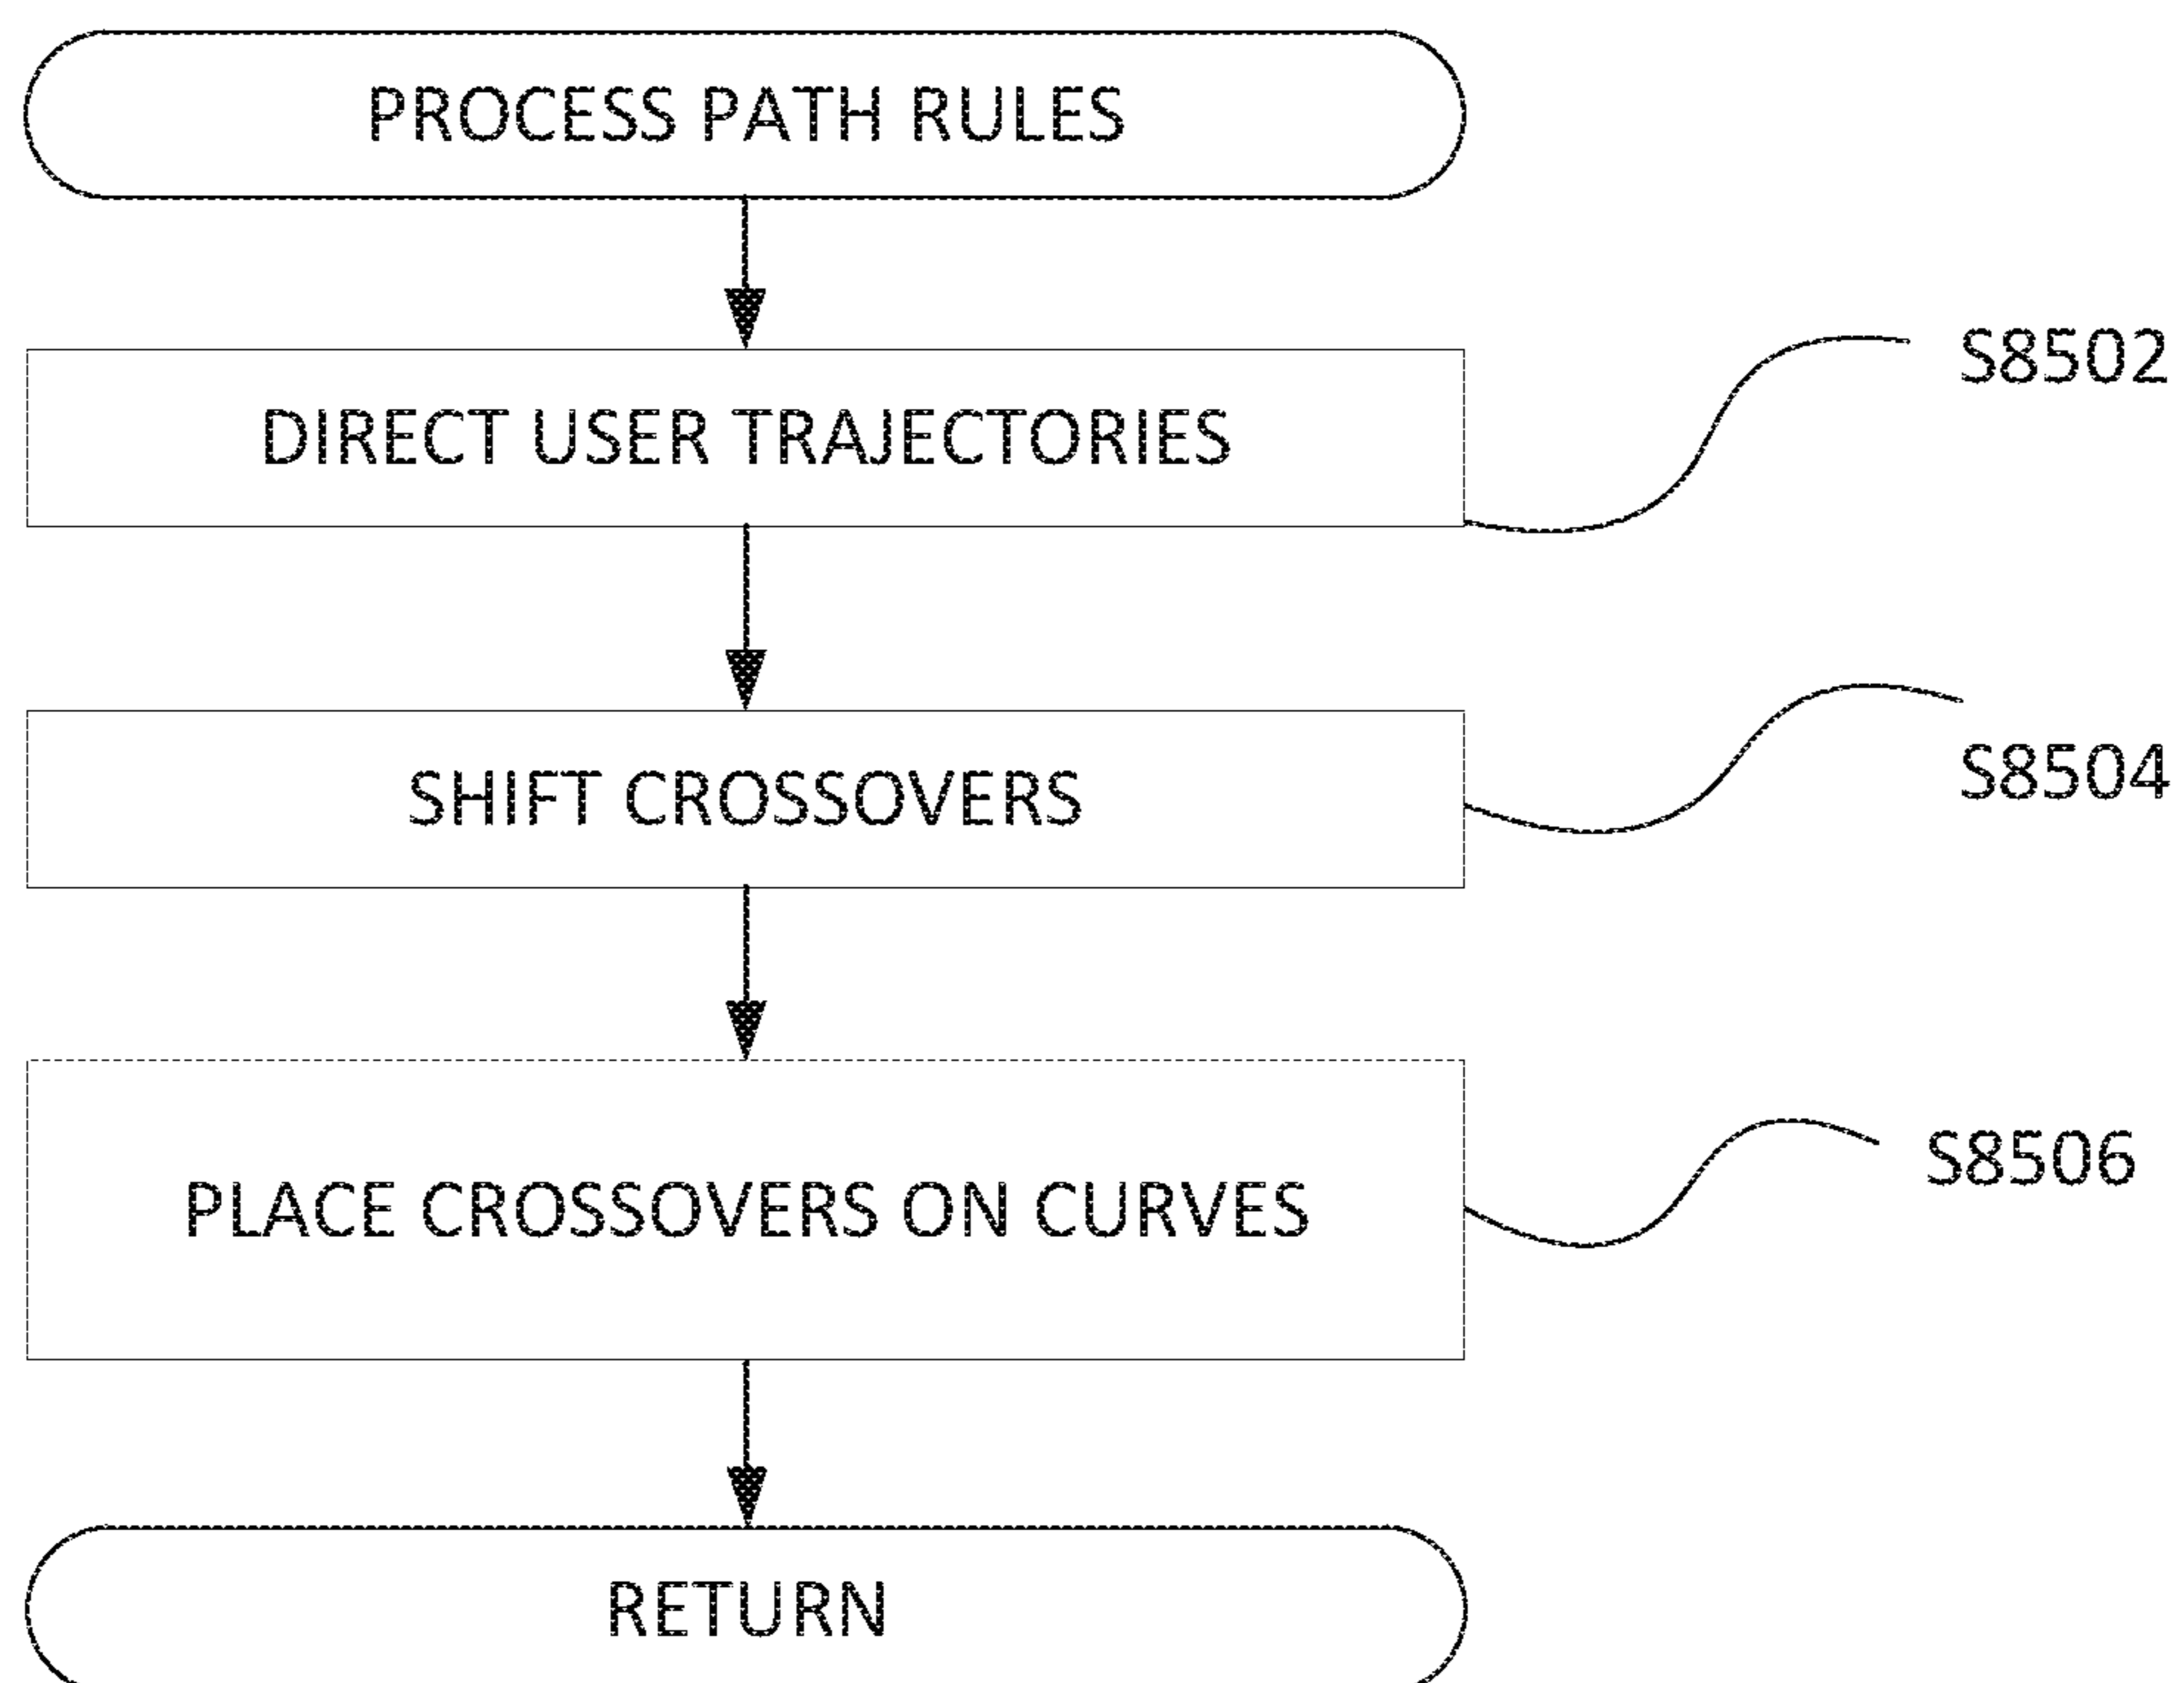 PROCESS PATH RULES
DIRECT USER TRAJECTORIES
S8502
SHIFT CROSSOVERS
S8504
PLACE CROSSOVERS ON CURVES
S8506
RETURN